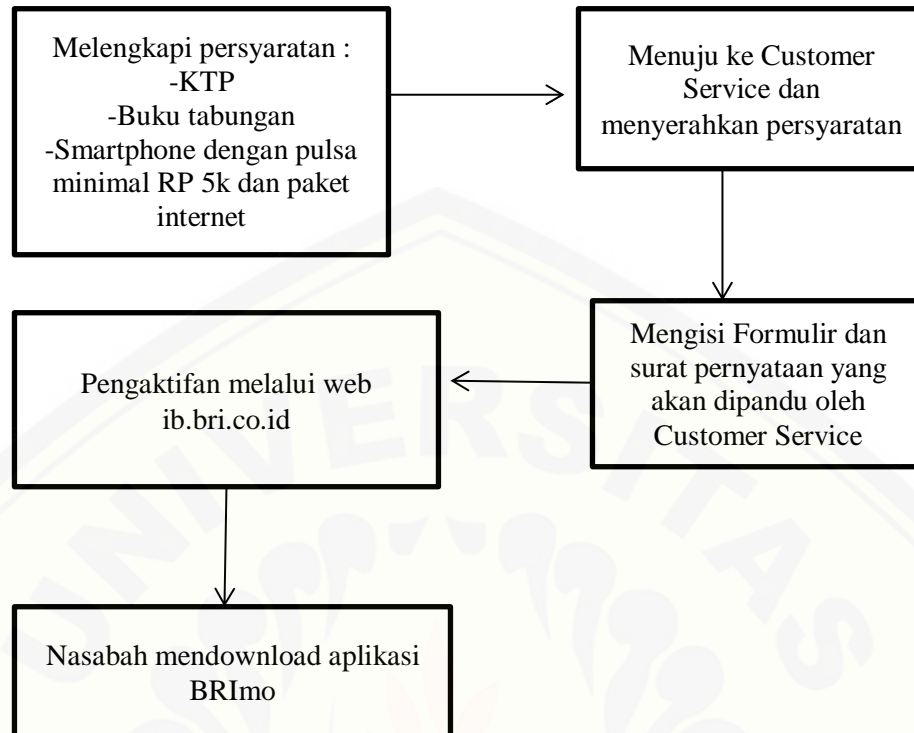 Melengkapi persyaratan :
-KTP
-Buku tabungan
-Smartphone dengan pulsa
minimal RP 5k dan paket
internet
Menuju ke Customer
Service dan
menyerahkan persyaratan
Mengisi Formulir dan
surat pernyataan yang
akan dipandu oleh
Customer Service
Pengaktifan melalui web
ib.bri.co.id
Nasabah mendownload aplikasi
BRImo
UNIVERSITAS